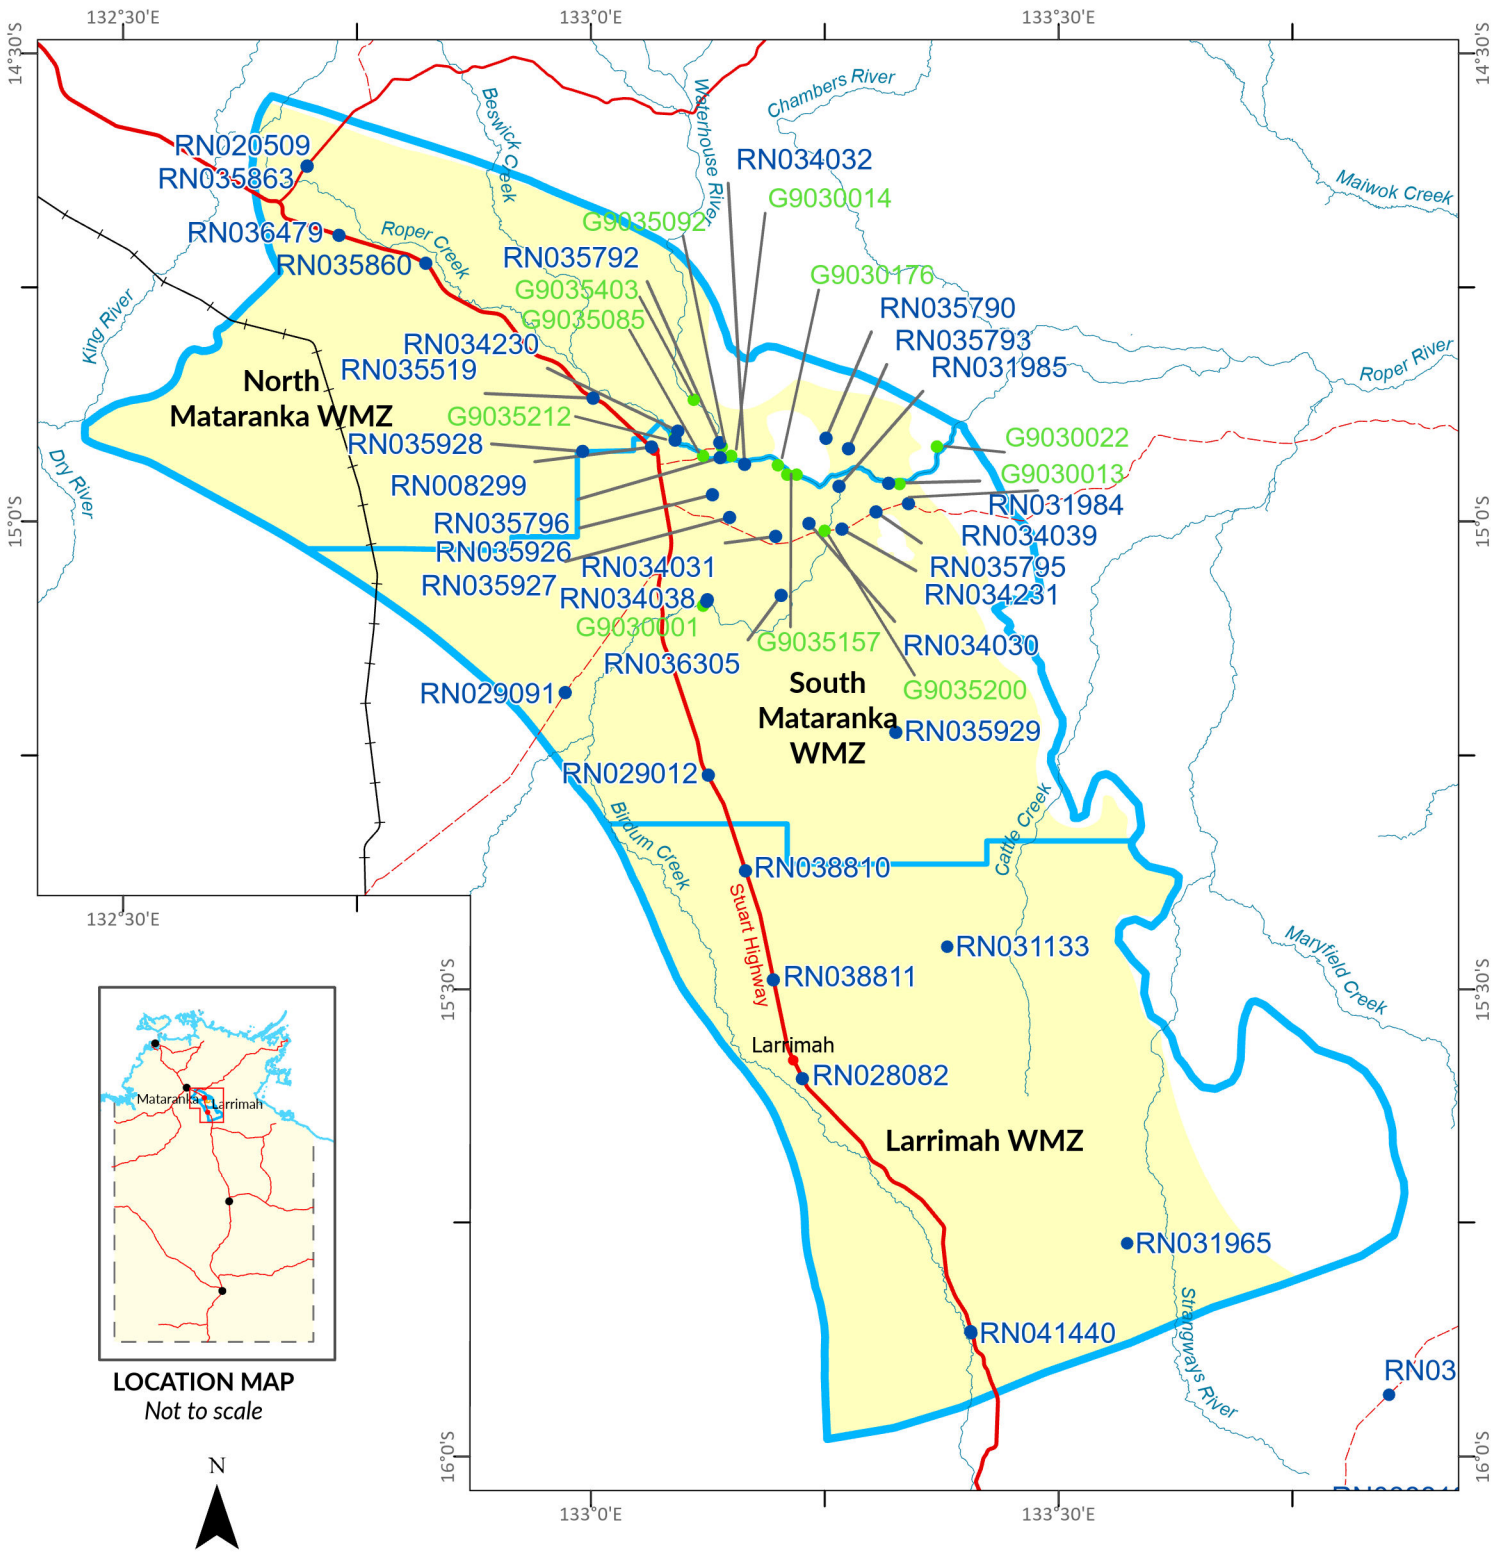 132°30'E
133°0'E
133°30'E
14°30'S
14°30'S
Chambers River
Beswick Creek
Waterhouse River
RN020509
RN034032
RN035863
Maiwok Creek
G9030014
G9035092
RN036479
Roper Creek
RN035792
RN035860
G9030176
G9035403
RN035790
King River
G9035085
RN035793
RN034230
Roper River
RN031985
RN035519
North
Mataranka WMZ
G9035212
G9030022
RN035928
G9030013
Dry River
RN008299
RN031984
15°0'S
15°0'S
RN035796
RN034039
RN035926
RN034031
RN035795
RN035927
RN034231
RN034038
G9030001
G9035157
RN034030
RN036305
South
Mataranka
WMZ
G9035200
RN029091
RN035929
RN029012
Birdum Creek
Cattle Creek
RN038810
Stuart Highway
132°30'E
RN031133
Maryfield Creek
RN038811
15°30'S
15°30'S
Larrimah
RN028082
Mataranka
Larrimah
Larrimah WMZ
RN031965
RN041440
Strangways River
RN03
LOCATION MAP
Not to scale
N
16°0'S
16°0'S
133°0'E
133°30'E